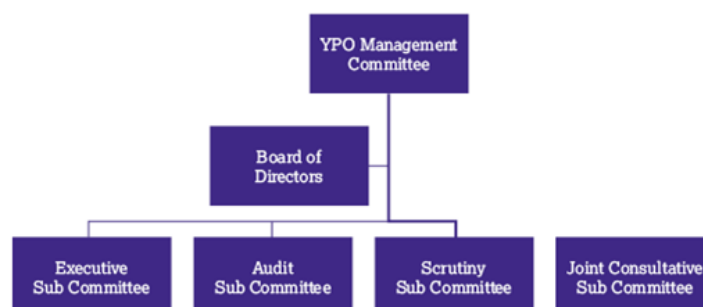 YPO Management
Committee
Board of
Directors
Executive
Sub Committee
Audit
Sub Committee
Scrutiny
Sub Committee
Joint Consultative
Sub Committee